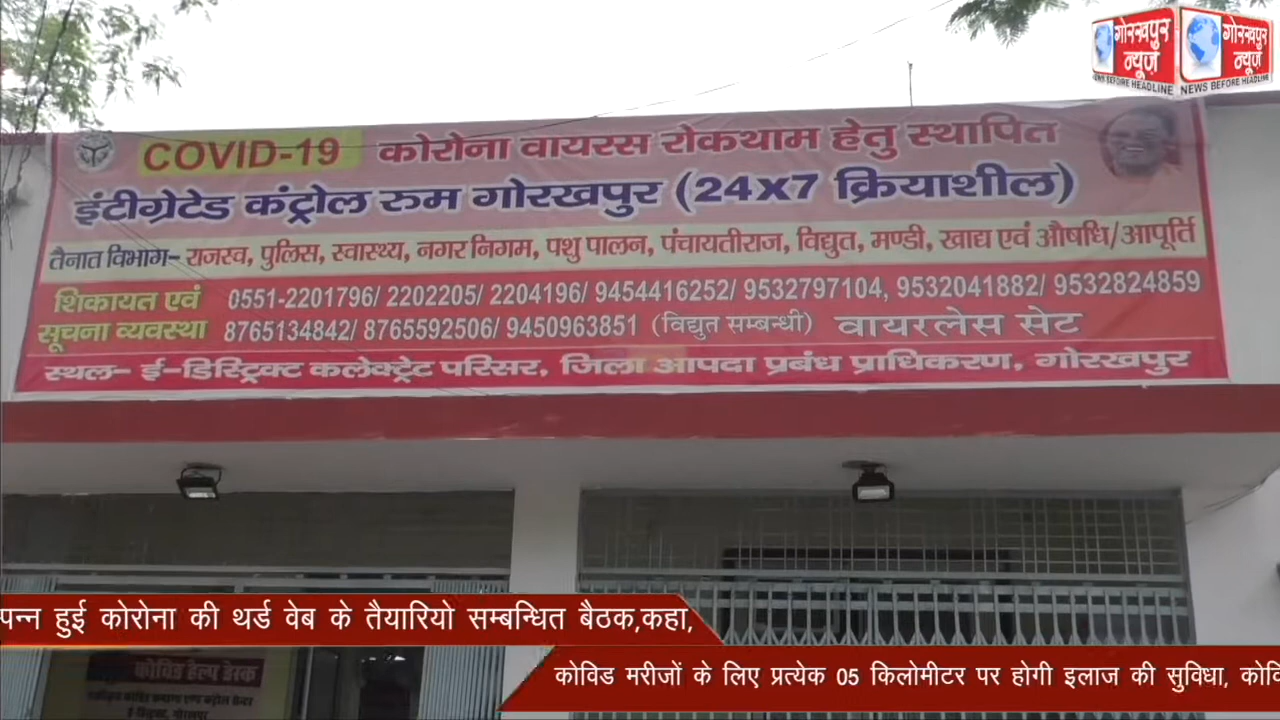 गोरखपुर गोरखपुर
न्यूज़ न्यूज़
NEWS BEFORE HEADLINE NEWS BEFORE HEADLINE
COVID-19 कोरोना वायरस रोकथाम हेतु स्थापित
इंटीग्रेटेड कंट्रोल रुम गोरखपुर (24x7 क्रियाशील)
तैनात विभाग- राजस्व, पुलिस, स्वास्थ्य, नगर निगम, पशु पालन, पंचायतीराज, विद्युत, मण्डी, खाद्य एवं औषधि/आपूर्ति
शिकायत एवं 0551-2201796/ 2202205/ 2204196/ 9454416252/ 9532797104, 9532041882/ 9532824859
सूचना व्यवस्था 8765134842/ 8765592506/ 9450963851 (विद्युत सम्बन्धी) वायरलेस सेट
स्थल- ई-डिस्ट्रिक्ट कलेक्ट्रेट परिसर, जिला आपदा प्रबंध प्राधिकरण, गोरखपुर
पन्न हुई कोरोना की थर्ड वेब के तैयारियो सम्बन्धित बैठक,कहा,
कोविड मरीजों के लिए प्रत्येक 05 किलोमीटर पर होगी इलाज की सुविधा, कोवि
कोविड हेल्प डेस्क